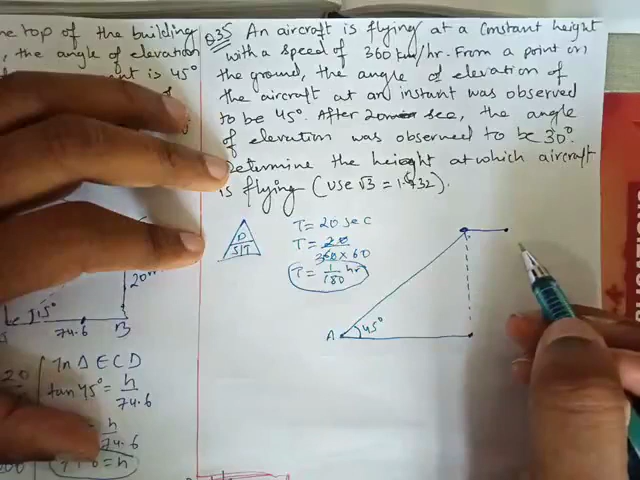 he top of the building
, the angle of elevation
nt is 45°
Q35 An aircraft is flying at a constant height
with a speed of 360 km/hr. From a point on
the ground, the angle of elevation of
the aircraft at an instant was observed
to be 45°. After 20 sec, the angle
of elevation was observed to be 30°.
Determine the height at which aircraft
is flying (use √3 = 1.732).
D
S T
T = 20 sec
T = 20
360 x 60
T = 1/180 hr
A 45°
15°
74.6 B
In Δ ECD
tan 45° = h
74.6
h
74.6
= h